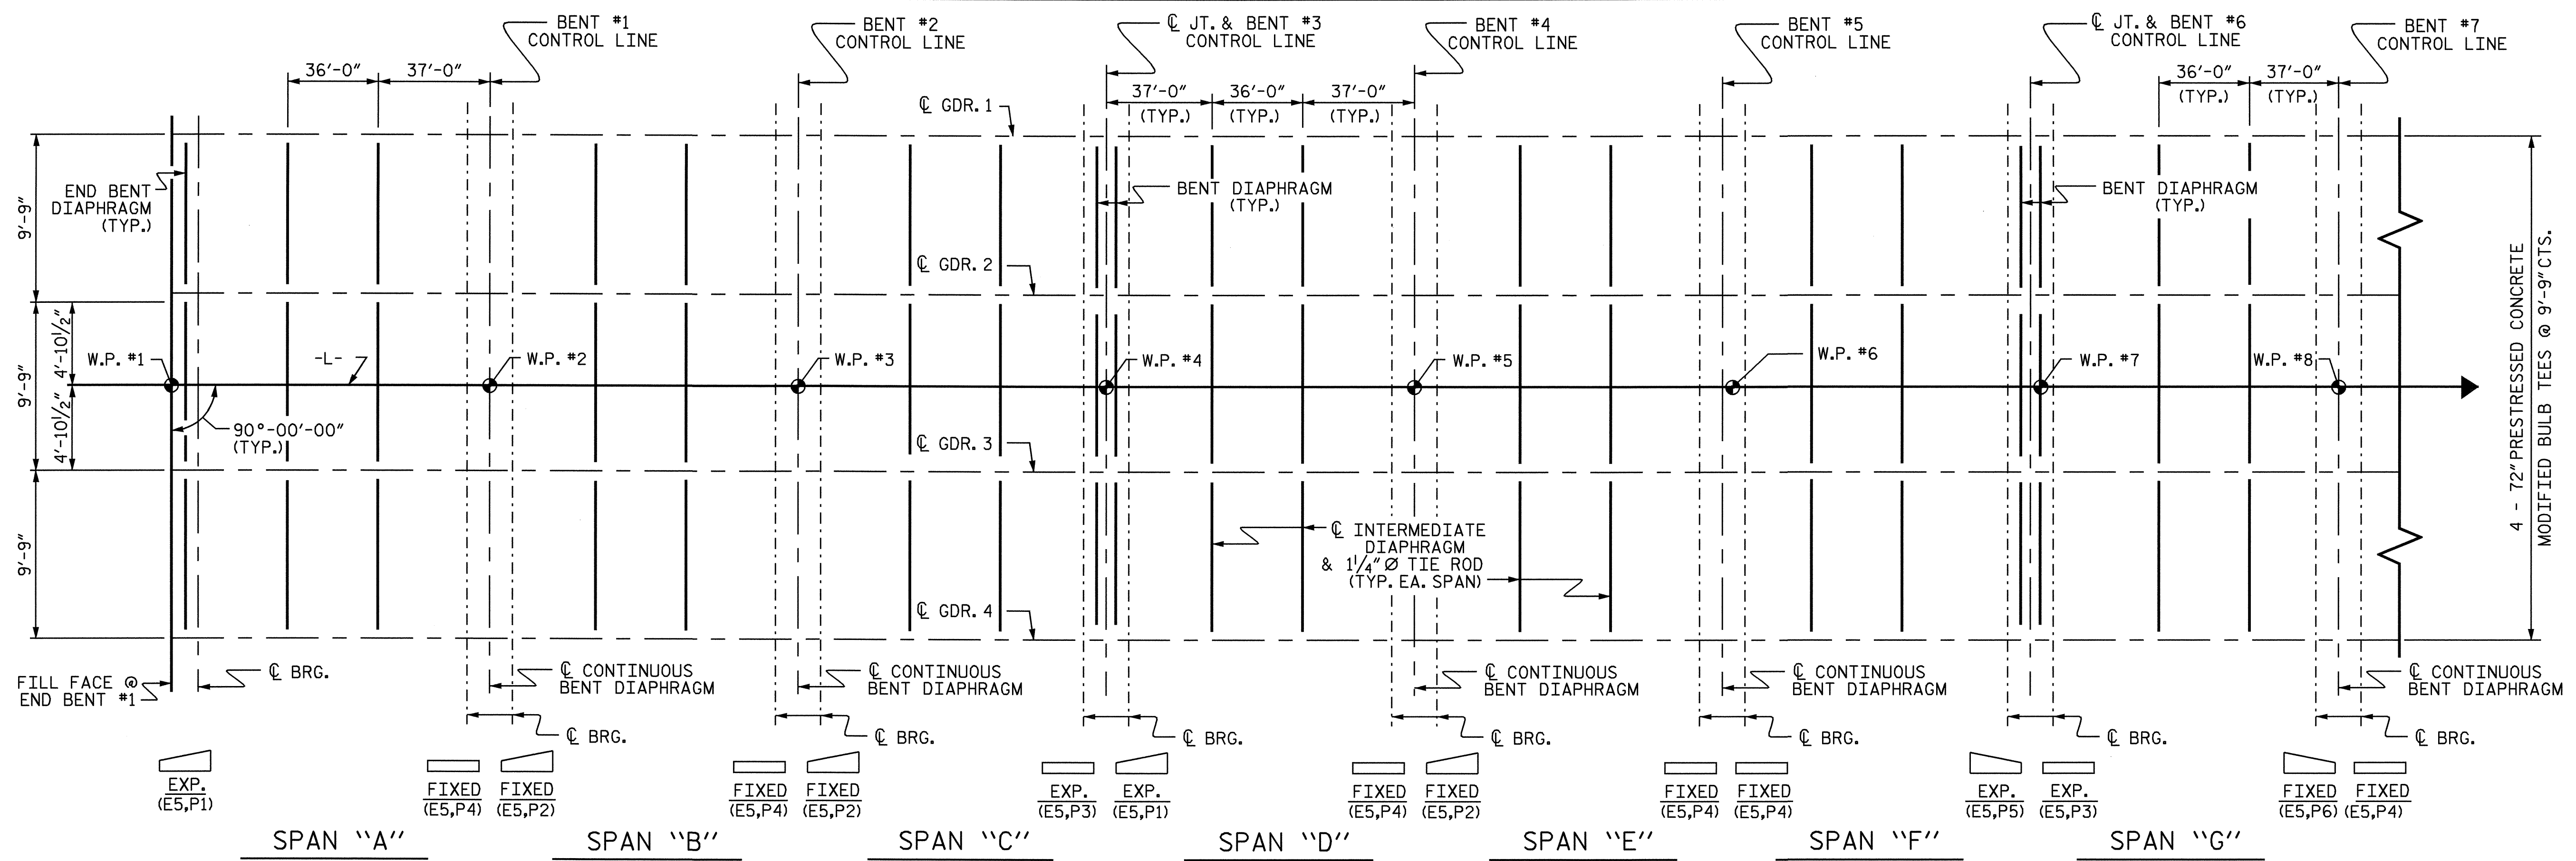 BENT #1
CONTROL LINE
BENT #2
CONTROL LINE
℄ JT. & BENT #3
CONTROL LINE
BENT #4
CONTROL LINE
BENT #5
CONTROL LINE
℄ JT. & BENT #6
CONTROL LINE
BENT #7
CONTROL LINE
36'-0"
37'-0"
37'-0"
(TYP.)
36'-0"
(TYP.)
37'-0"
(TYP.)
36'-0"
(TYP.)
37'-0"
(TYP.)
℄ GDR. 1
END BENT
DIAPHRAGM
(TYP.)
BENT DIAPHRAGM
(TYP.)
BENT DIAPHRAGM
(TYP.)
9'-9"
℄ GDR. 2
9'-9"
4'-10½"
4'-10½"
W.P. #1
-L-
W.P. #2
W.P. #3
W.P. #4
W.P. #5
W.P. #6
W.P. #7
W.P. #8
90°-00'-00"
(TYP.)
℄ GDR. 3
4 - 72" PRESTRESSED CONCRETE
MODIFIED BULB TEES @ 9'-9" CTS.
9'-9"
℄ INTERMEDIATE
DIAPHRAGM
& 1¼" Ø TIE ROD
(TYP. EA. SPAN)
℄ GDR. 4
FILL FACE @
END BENT #1
℄ BRG.
℄ CONTINUOUS
BENT DIAPHRAGM
℄ CONTINUOUS
BENT DIAPHRAGM
℄ CONTINUOUS
BENT DIAPHRAGM
℄ CONTINUOUS
BENT DIAPHRAGM
℄ CONTINUOUS
BENT DIAPHRAGM
℄ BRG.
℄ BRG.
℄ BRG.
℄ BRG.
℄ BRG.
℄ BRG.
℄ BRG.
EXP.
(E5,P1)
FIXED
(E5,P4)
FIXED
(E5,P2)
FIXED
(E5,P4)
FIXED
(E5,P2)
EXP.
(E5,P3)
EXP.
(E5,P1)
FIXED
(E5,P4)
FIXED
(E5,P2)
FIXED
(E5,P4)
FIXED
(E5,P4)
EXP.
(E5,P5)
EXP.
(E5,P3)
FIXED
(E5,P6)
FIXED
(E5,P4)
SPAN "A"
SPAN "B"
SPAN "C"
SPAN "D"
SPAN "E"
SPAN "F"
SPAN "G"